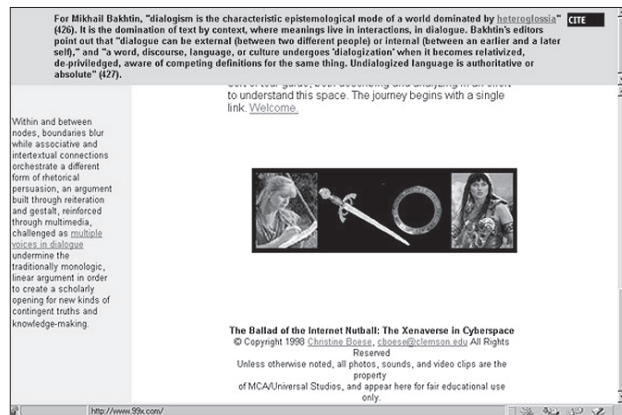 For Mikhail Bakhtin, "dialogism is the characteristic epistemological mode of a world dominated by heteroglossia"
CITE
(426). It is the domination of text by context, where meanings live in interactions, in dialogue. Bakhtin's editors
point out that "dialogue can be external (between two different people) or internal (between an earlier and a later
self)," and "a word, discourse, language, or culture undergoes 'dialogization' when it becomes relativized,
de-priviledged, aware of competing definitions for the same thing. Undialogized language is authoritative or
absolute" (427).
sort of tour guide, both describing and analyzing in an effort
to understand this space. The journey begins with a single
link. Welcome.
Within and between
nodes, boundaries blur
while associative and
intertextual connections
orchestrate a different
form of rhetorical
persuasion, an argument
built through reiteration
and gestalt, reinforced
through multimedia,
challenged as multiple
voices in dialogue
undermine the
traditionally monologic,
linear argument in order
to create a scholarly
opening for new kinds of
contingent truths and
knowledge-making.
The Ballad of the Internet Nutball: The Xenaverse in Cyberspace
© Copyright 1998 Christine Boese, cboese@clemson.edu All Rights
Reserved
Unless otherwise noted, all photos, sounds, and video clips are the
property
of MCA/Universal Studios, and appear here for fair educational use
only.
http://www.99x.com/